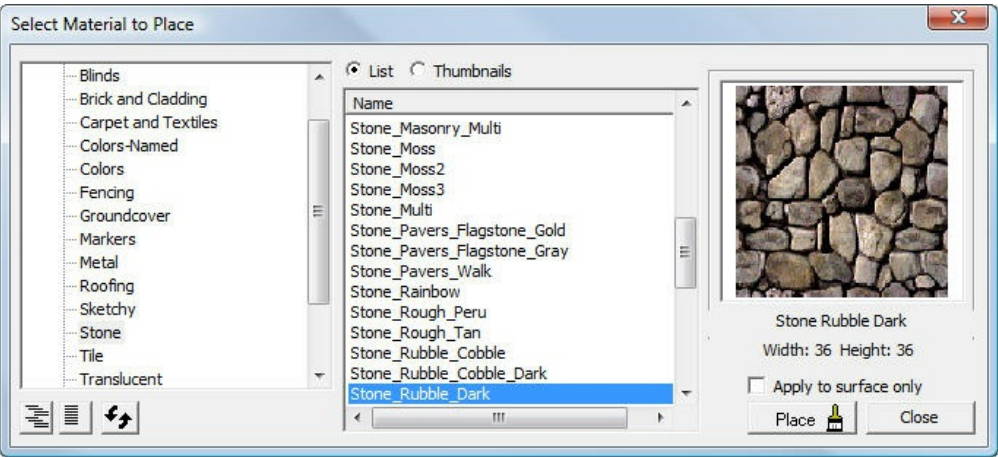 Select Material to Place
Blinds
Brick and Cladding
Carpet and Textiles
Colors-Named
Colors
Fencing
Groundcover
Markers
Metal
Roofing
Sketchy
Stone
Tile
Translucent
List Thumbnails
Name
Stone_Masonry_Multi
Stone_Moss
Stone_Moss2
Stone_Moss3
Stone_Multi
Stone_Pavers_Flagstone_Gold
Stone_Pavers_Flagstone_Gray
Stone_Pavers_Walk
Stone_Rainbow
Stone_Rough_Peru
Stone_Rough_Tan
Stone_Rubble_Cobble
Stone_Rubble_Cobble_Dark
Stone_Rubble_Dark
Stone Rubble Dark
Width: 36 Height: 36
Apply to surface only
Place Close